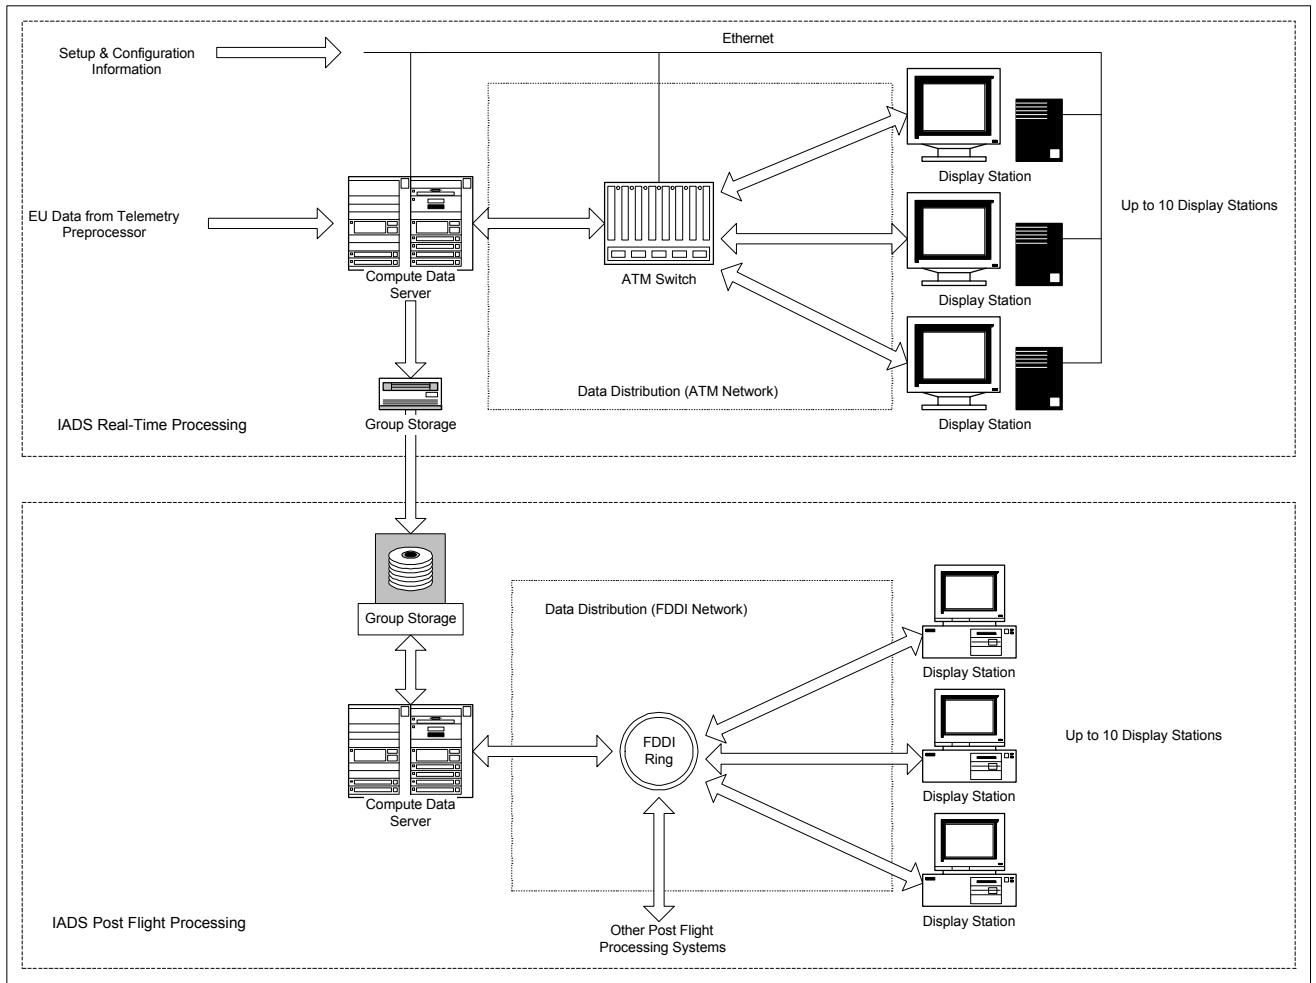 Ethernet
Setup & Configuration
Information
Display Station
EU Data from Telemetry
Preprocessor
Up to 10 Display Stations
Compute Data
Server
ATM Switch
Display Station
Data Distribution (ATM Network)
IADS Real-Time Processing
Group Storage
Display Station
Data Distribution (FDDI Network)
Group Storage
Display Station
FDDI
Ring
Up to 10 Display Stations
Compute Data
Server
Display Station
IADS Post Flight Processing
Other Post Flight
Processing Systems
Display Station